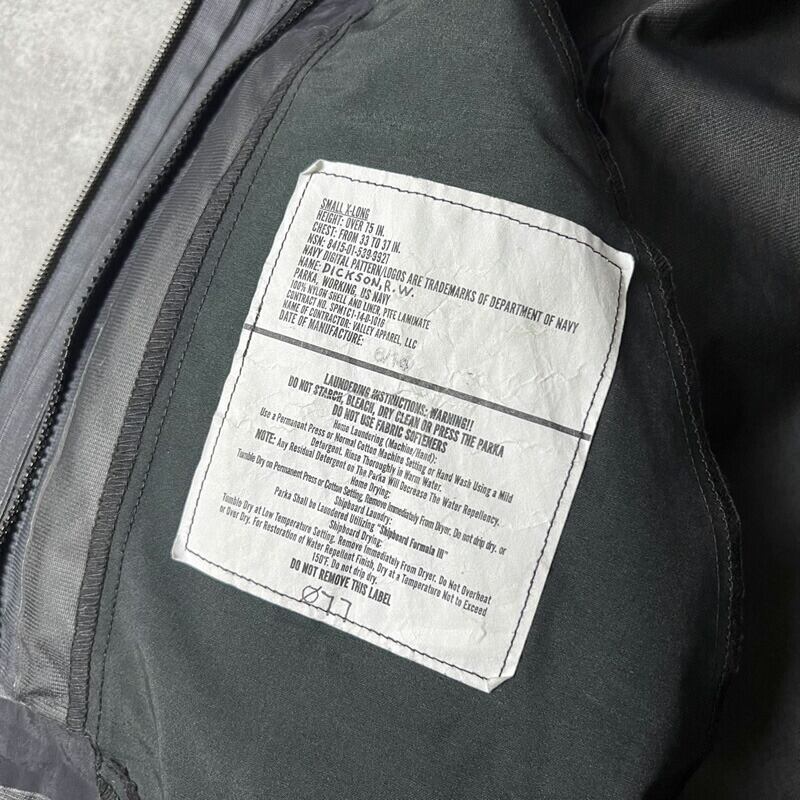 SMALL X-LONG
HEIGHT: OVER 75 IN.
CHEST: FROM 33 TO 37 IN.
NSN: 8415-01-539-9927
NAVY DIGITAL PATTERN/LOGOS ARE TRADEMARKS OF DEPARTMENT OF NAVY
NAME: DICKSON, R.W.
PARKA, WORKING, US NAVY
100% NYLON SHELL AND LINER, PTFE LAMINATE
CONTRACT NO. SPM1C1-14-D-1016
NAME OF CONTRACTOR: VALLEY APPAREL, LLC
DATE OF MANUFACTURE:
LAUNDERING INSTRUCTIONS: WARNING!!
DO NOT STARCH, BLEACH, DRY CLEAN OR PRESS THE PARKA
DO NOT USE FABRIC SOFTENERS
Home Laundering (Machine/Hand):
Use a Permanent Press or Normal Cotton Machine Setting or Hand Wash Using a Mild
Detergent. Rinse Thoroughly in Warm Water.
NOTE: Any Residual Detergent on The Parka Will Decrease The Water Repellency.
Home Drying:
Tumble Dry on Permanent Press or Cotton Setting. Remove Immediately From Dryer. Do not drip dry.
Shipboard Laundry:
Parka Shall be Laundered Utilizing "Shipboard Formula III"
Shipboard Drying:
Tumble Dry at Low Temperature Setting. Remove Immediately From Dryer. Do Not Overheat
or Over Dry. For Restoration of Water Repellent Finish, Dry at a Temperature Not to Exceed
150°F. Do not drip dry.
DO NOT REMOVE THIS LABEL
Ø77